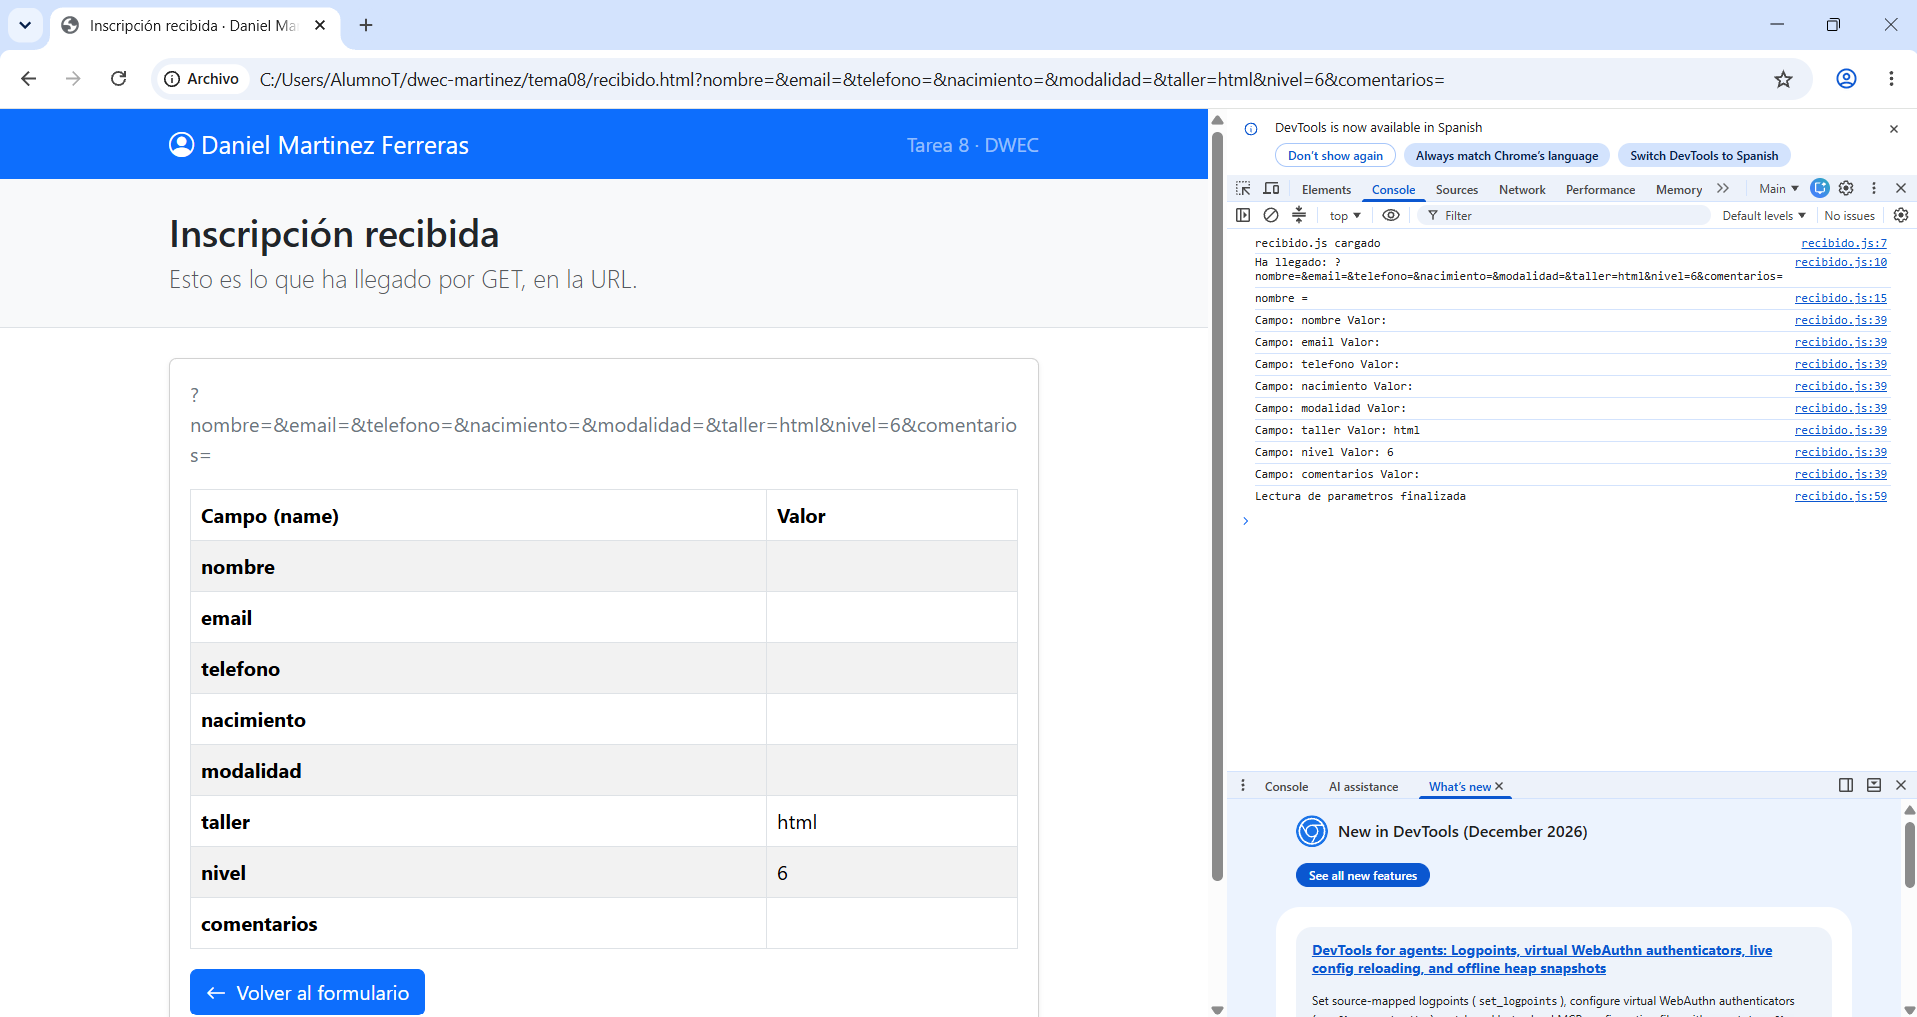 Inscripción recibida · Daniel Ma
Archivo
C:/Users/AlumnoT/dwec-martinez/tema08/recibido.html?nombre=&email=&telefono=&nacimiento=&modalidad=&taller=html&nivel=6&comentarios=
Daniel Martinez Ferreras
Tarea 8 · DWEC
Inscripción recibida
Esto es lo que ha llegado por GET, en la URL.
?
nombre=&email=&telefono=&nacimiento=&modalidad=&taller=html&nivel=6&comentario
s=
Campo (name) Valor
nombre
email
telefono
nacimiento
modalidad
taller html
nivel 6
comentarios
← Volver al formulario
DevTools is now available in Spanish
Don't show again Always match Chrome's language Switch DevTools to Spanish
Elements Console Sources Network Performance Memory Main
top Filter Default levels No issues
recibido.js cargado recibido.js:7
Ha llegado: ? recibido.js:10
nombre=&email=&telefono=&nacimiento=&modalidad=&taller=html&nivel=6&comentarios=
nombre = recibido.js:15
Campo: nombre Valor: recibido.js:39
Campo: email Valor: recibido.js:39
Campo: telefono Valor: recibido.js:39
Campo: nacimiento Valor: recibido.js:39
Campo: modalidad Valor: recibido.js:39
Campo: taller Valor: html recibido.js:39
Campo: nivel Valor: 6 recibido.js:39
Campo: comentarios Valor: recibido.js:39
Lectura de parametros finalizada recibido.js:59
Console AI assistance What's new
New in DevTools (December 2026)
See all new features
DevTools for agents: Logpoints, virtual WebAuthn authenticators, live
config reloading, and offline heap snapshots
Set source-mapped logpoints ( set_logpoints ), configure virtual WebAuthn authenticators